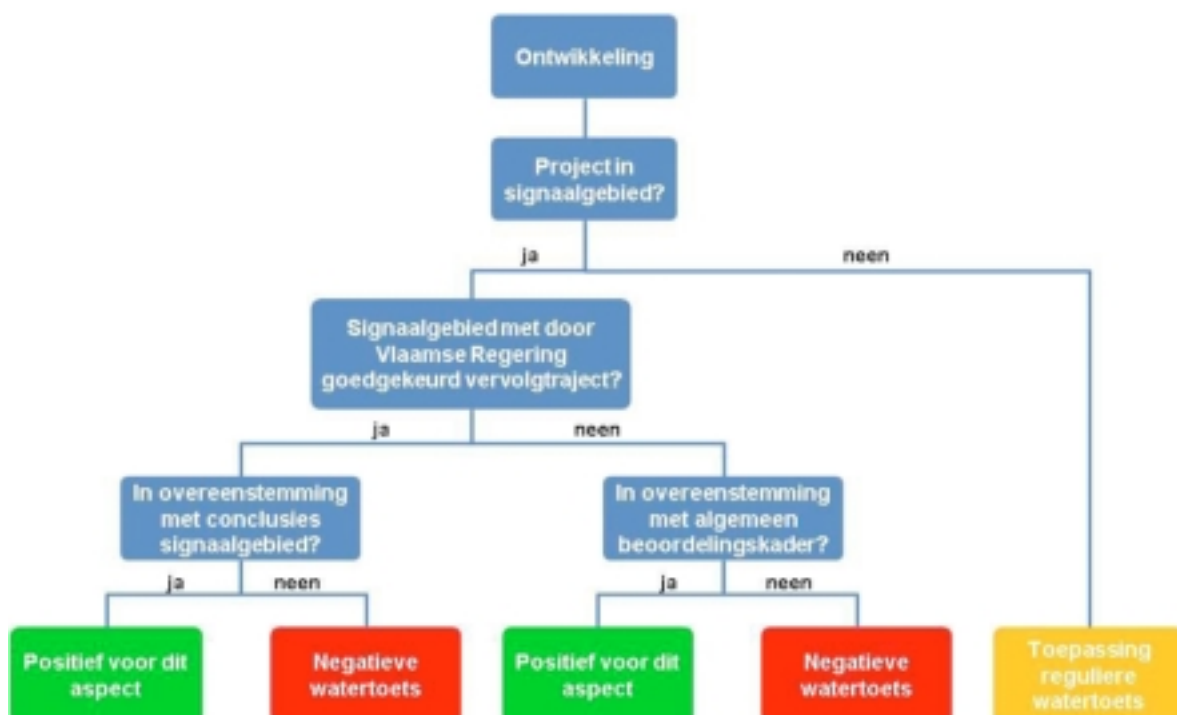 Ontwikkeling
Project in
signaalgebied?
ja
neen
Signaalgebied met door
Vlaamse Regering
goedgekeurd vervolgtraject?
ja
neen
In overeenstemming
met conclusies
signaalgebied?
In overeenstemming
met algemeen
beoordelingskader?
ja
neen
ja
neen
Positief voor dit
aspect
Negatieve
watertoets
Positief voor dit
aspect
Negatieve
watertoets
Toepassing
reguliere
watertoets